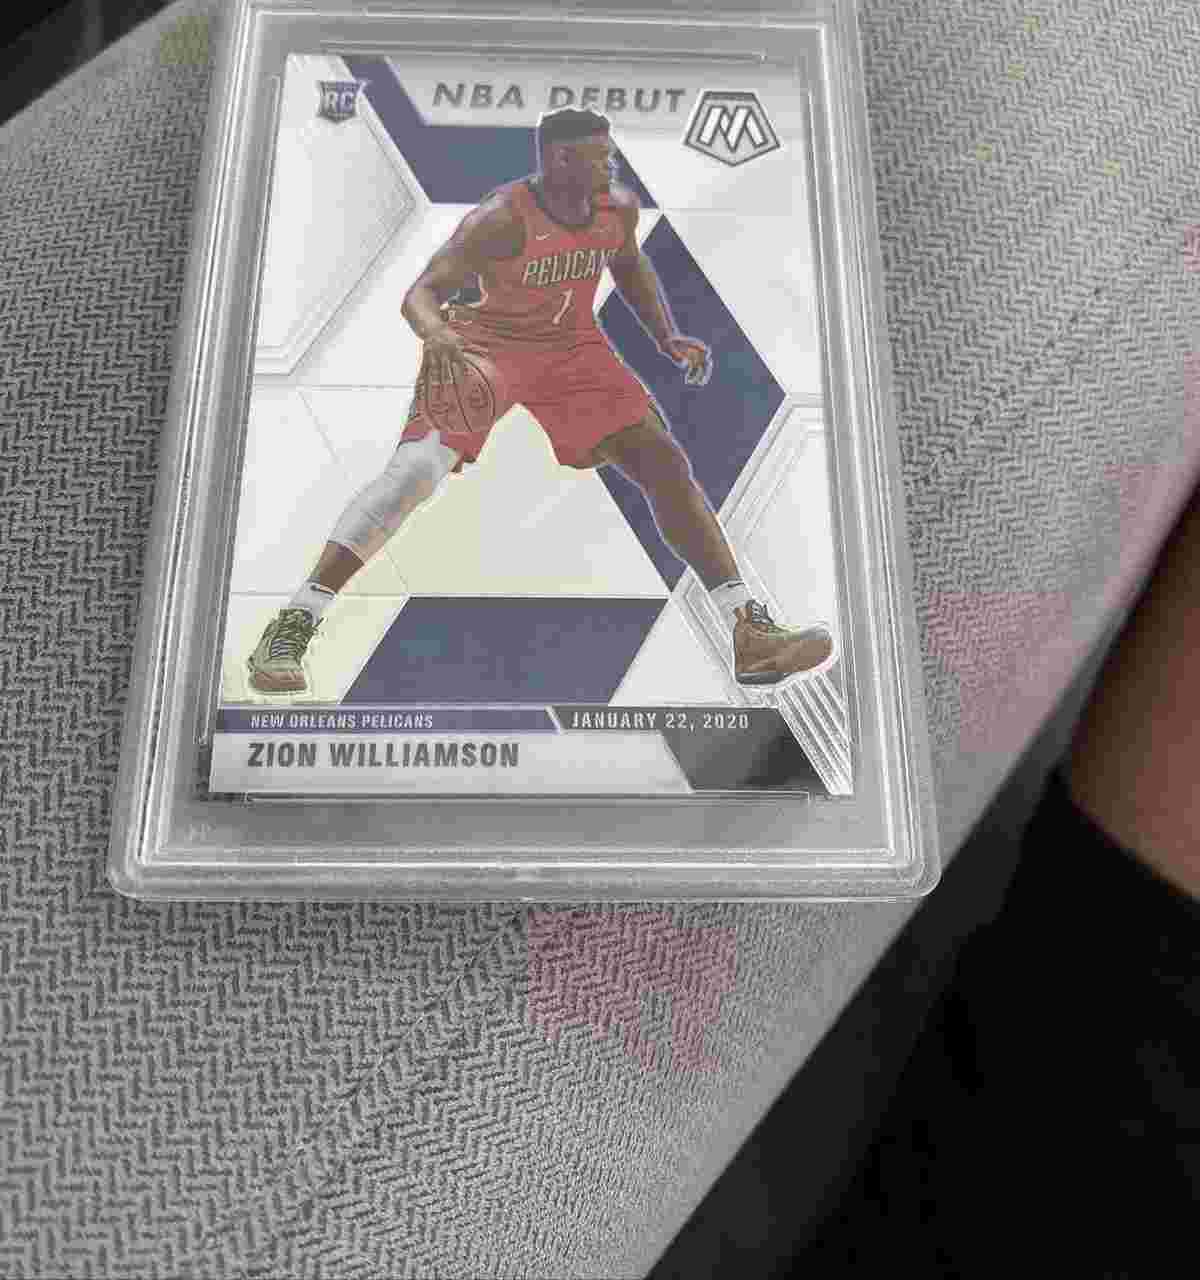 RC
NBA DEBUT
M
PELICANS
1
NEW ORLEANS PELICANS
JANUARY 22, 2020
ZION WILLIAMSON